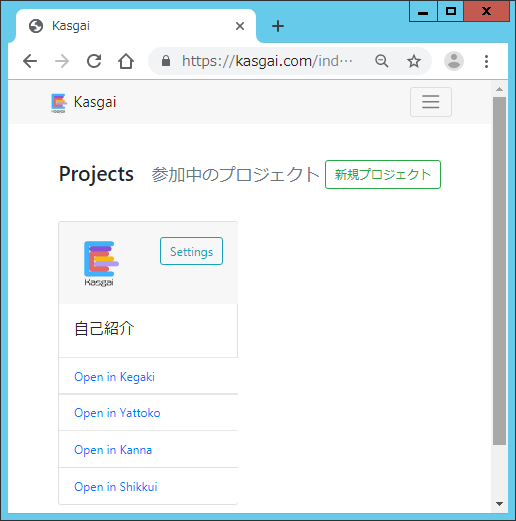 Kasgai
https://kasgai.com/ind…
Kasgai
Projects 参加中のプロジェクト 新規プロジェクト
Kasgai
Settings
自己紹介
Open in Kegaki
Open in Yattoko
Open in Kanna
Open in Shikkui